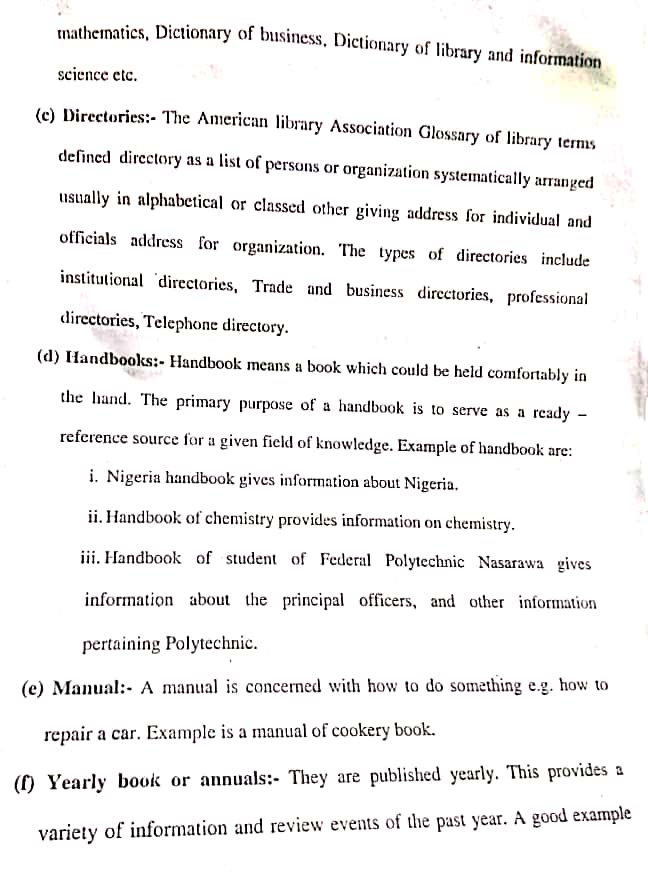 mathematics, Dictionary of business, Dictionary of library and information
science etc.
(c) Directories:- The American library Association Glossary of library terms
defined directory as a list of persons or organization systematically arranged
usually in alphabetical or classed other giving address for individual and
officials address for organization. The types of directories include
institutional directories, Trade and business directories, professional
directories, Telephone directory.
(d) Handbooks:- Handbook means a book which could be held comfortably in
the hand. The primary purpose of a handbook is to serve as a ready –
reference source for a given field of knowledge. Example of handbook are:
i. Nigeria handbook gives information about Nigeria.
ii. Handbook of chemistry provides information on chemistry.
iii. Handbook of student of Federal Polytechnic Nasarawa gives
information about the principal officers, and other information
pertaining Polytechnic.
(e) Manual:- A manual is concerned with how to do something e.g. how to
repair a car. Example is a manual of cookery book.
(f) Yearly book or annuals:- They are published yearly. This provides a
variety of information and review events of the past year. A good example